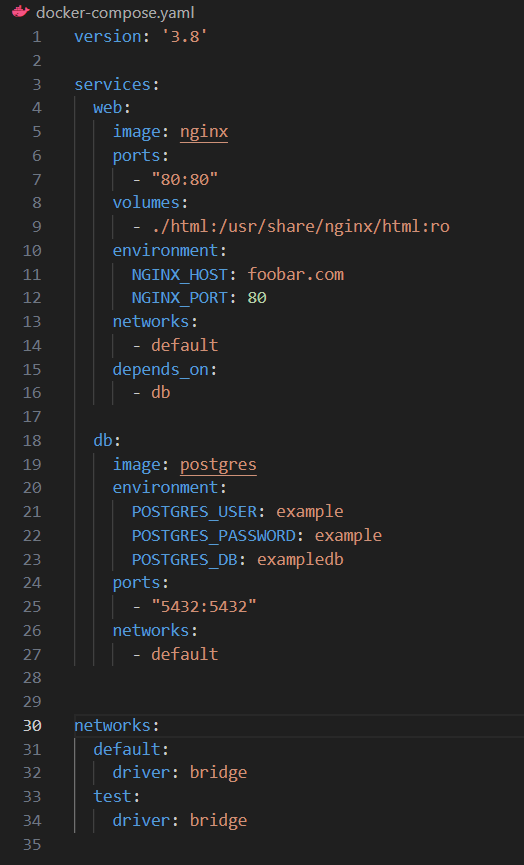 docker-compose.yaml
1 version: '3.8'
2
3 services:
4   web:
5     image: nginx
6     ports:
7       - "80:80"
8     volumes:
9       - ./html:/usr/share/nginx/html:ro
10     environment:
11       NGINX_HOST: foobar.com
12       NGINX_PORT: 80
13     networks:
14       - default
15     depends_on:
16       - db
17
18   db:
19     image: postgres
20     environment:
21       POSTGRES_USER: example
22       POSTGRES_PASSWORD: example
23       POSTGRES_DB: exampledb
24     ports:
25       - "5432:5432"
26     networks:
27       - default
28
29
30 networks:
31   default:
32     driver: bridge
33   test:
34     driver: bridge
35